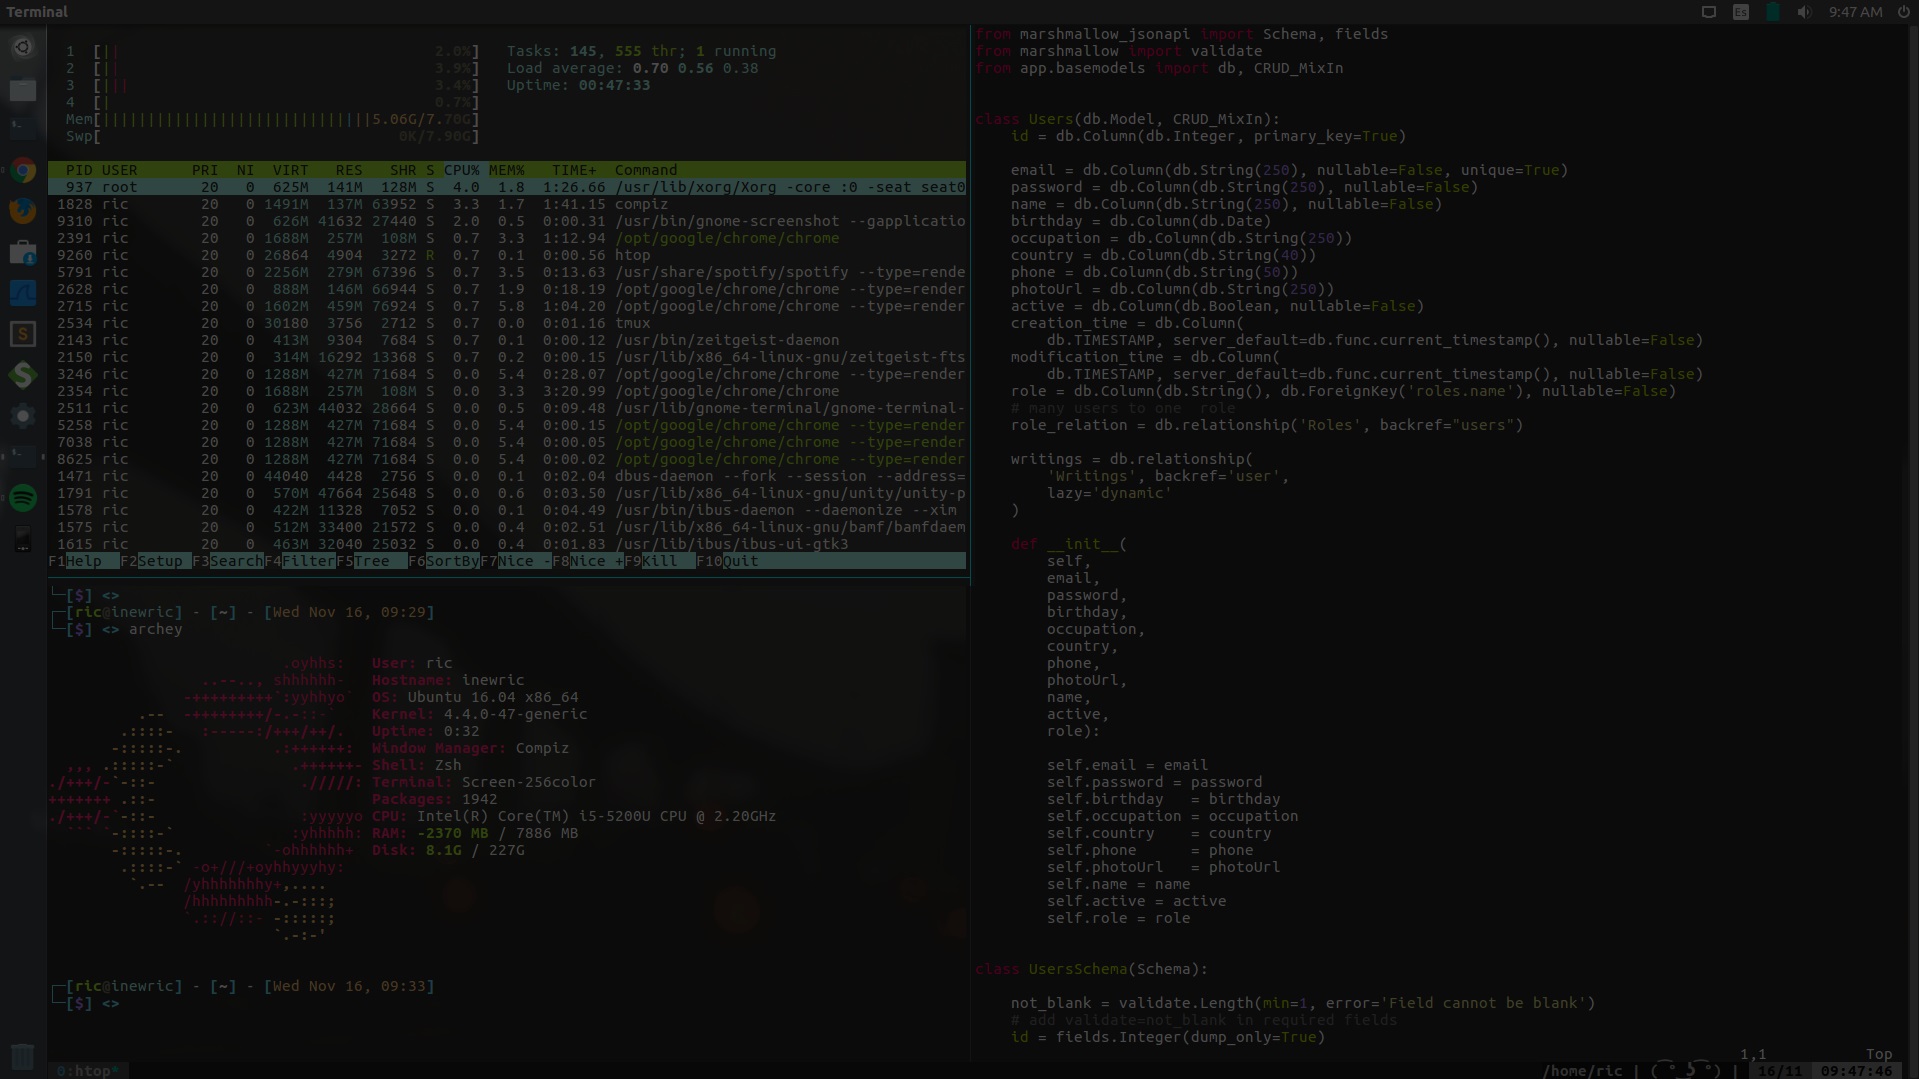 Terminal
Es 9:47 AM
1 [|| 2.0%] Tasks: 145, 555 thr; 1 running
2 [|| 3.9%] Load average: 0.70 0.56 0.38
3 [||| 3.4%] Uptime: 00:47:33
4 [| 0.7%]
Mem[||||||||||||||||||||||||||||||5.06G/7.70G]
Swp[ 0K/7.90G]
PID USER PRI NI VIRT RES SHR S CPU% MEM% TIME+ Command
937 root 20 0 625M 141M 128M S 4.0 1.8 1:26.66 /usr/lib/xorg/Xorg -core :0 -seat seat0
1828 ric 20 0 1491M 137M 63952 S 3.3 1.7 1:41.15 compiz
9310 ric 20 0 626M 41632 27440 S 2.0 0.5 0:00.31 /usr/bin/gnome-screenshot --gapplicatio
2391 ric 20 0 1688M 257M 108M S 0.7 3.3 1:12.94 /opt/google/chrome/chrome
9260 ric 20 0 26864 4904 3272 R 0.7 0.1 0:00.56 htop
5791 ric 20 0 2256M 279M 67396 S 0.7 3.5 0:13.63 /usr/share/spotify/spotify --type=rende
2628 ric 20 0 888M 146M 66944 S 0.7 1.9 0:18.19 /opt/google/chrome/chrome --type=render
2715 ric 20 0 1602M 459M 76924 S 0.7 5.8 1:04.20 /opt/google/chrome/chrome --type=render
2534 ric 20 0 30180 3756 2712 S 0.7 0.0 0:01.16 tmux
2143 ric 20 0 413M 9304 7684 S 0.7 0.1 0:00.12 /usr/bin/zeitgeist-daemon
2150 ric 20 0 314M 16292 13368 S 0.7 0.2 0:00.15 /usr/lib/x86_64-linux-gnu/zeitgeist-fts
3246 ric 20 0 1288M 427M 71684 S 0.7 5.4 0:28.07 /opt/google/chrome/chrome --type=render
2354 ric 20 0 1688M 257M 108M S 0.0 3.3 3:20.99 /opt/google/chrome/chrome
2511 ric 20 0 623M 44032 28664 S 0.0 0.5 0:09.48 /usr/lib/gnome-terminal/gnome-terminal-
5258 ric 20 0 1288M 427M 71684 S 0.0 5.4 0:00.15 /opt/google/chrome/chrome --type=render
7038 ric 20 0 1288M 427M 71684 S 0.0 5.4 0:00.05 /opt/google/chrome/chrome --type=render
8625 ric 20 0 1288M 427M 71684 S 0.0 5.4 0:00.02 /opt/google/chrome/chrome --type=render
1471 ric 20 0 44040 4428 2756 S 0.0 0.1 0:02.04 dbus-daemon --fork --session --address=
1791 ric 20 0 570M 47664 25648 S 0.0 0.6 0:03.50 /usr/lib/x86_64-linux-gnu/unity/unity-p
1578 ric 20 0 422M 11328 7052 S 0.0 0.1 0:04.49 /usr/bin/ibus-daemon --daemonize --xim
1575 ric 20 0 512M 33400 21572 S 0.0 0.4 0:02.51 /usr/lib/x86_64-linux-gnu/bamf/bamfdaem
1615 ric 20 0 463M 32040 25032 S 0.0 0.4 0:01.83 /usr/lib/ibus/ibus-ui-gtk3
F1Help F2Setup F3SearchF4FilterF5Tree F6SortByF7Nice -F8Nice +F9Kill F10Quit
└─[$] <>
┌─[ric@inewric] - [~] - [Wed Nov 16, 09:29]
└─[$] <> archey
.oyhhs: User: ric
..--.., shhhhhh- Hostname: inewric
-+++++++++`:yyhhyo` OS: Ubuntu 16.04 x86_64
.-- -+++++++++/-.-::-` Kernel: 4.4.0-47-generic
.::::- :-----:/+++/++/. Uptime: 0:32
-:::::-. .:++++++: Window Manager: Compiz
,,, .:::::-` .++++++- Shell: Zsh
./+++/-`-::- ./////: Terminal: Screen-256color
+++++++ .::- Packages: 1942
./+++/-`-::- :yyyyyo CPU: Intel(R) Core(TM) i5-5200U CPU @ 2.20GHz
``` `-::::-` :yhhhhh: RAM: -2370 MB / 7886 MB
-:::::-. `-ohhhhhh+ Disk: 8.1G / 227G
.::::-` -o+///+oyhhyyyhy:
`.-- /yhhhhhhhy+,....
/hhhhhhhhh-.-:::;
`.:://::- -:::::;
`.-:-'
┌─[ric@inewric] - [~] - [Wed Nov 16, 09:33]
└─[$] <>
from marshmallow_jsonapi import Schema, fields
from marshmallow import validate
from app.basemodels import db, CRUD_MixIn
class Users(db.Model, CRUD_MixIn):
id = db.Column(db.Integer, primary_key=True)
email = db.Column(db.String(250), nullable=False, unique=True)
password = db.Column(db.String(250), nullable=False)
name = db.Column(db.String(250), nullable=False)
birthday = db.Column(db.Date)
occupation = db.Column(db.String(250))
country = db.Column(db.String(40))
phone = db.Column(db.String(50))
photoUrl = db.Column(db.String(250))
active = db.Column(db.Boolean, nullable=False)
creation_time = db.Column(
db.TIMESTAMP, server_default=db.func.current_timestamp(), nullable=False)
modification_time = db.Column(
db.TIMESTAMP, server_default=db.func.current_timestamp(), nullable=False)
role = db.Column(db.String(), db.ForeignKey('roles.name'), nullable=False)
# many users to one  role
role_relation = db.relationship('Roles', backref="users")
writings = db.relationship(
'Writings', backref='user',
lazy='dynamic'
)
def __init__(
self,
email,
password,
birthday,
occupation,
country,
phone,
photoUrl,
name,
active,
role):
self.email = email
self.password = password
self.birthday   = birthday
self.occupation = occupation
self.country    = country
self.phone      = phone
self.photoUrl   = photoUrl
self.name = name
self.active = active
self.role = role
class UsersSchema(Schema):
not_blank = validate.Length(min=1, error='Field cannot be blank')
# add validate=not_blank in required fields
id = fields.Integer(dump_only=True)
1,1 Top
0:htop* /home/ric | ( ͡° ͜ʖ ͡°) | 16/11 09:47:46